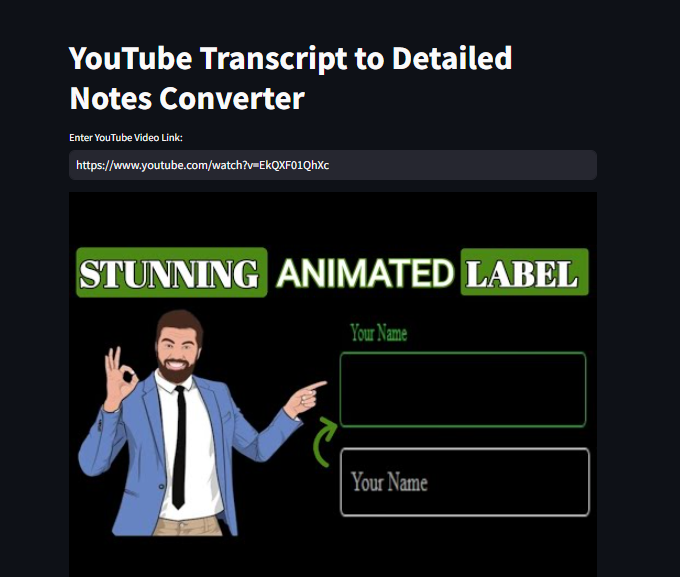 YouTube Transcript to Detailed
Notes Converter
Enter YouTube Video Link:
https://www.youtube.com/watch?v=EkQXF01QhXc
STUNNING ANIMATED LABEL
Your Name
Your Name